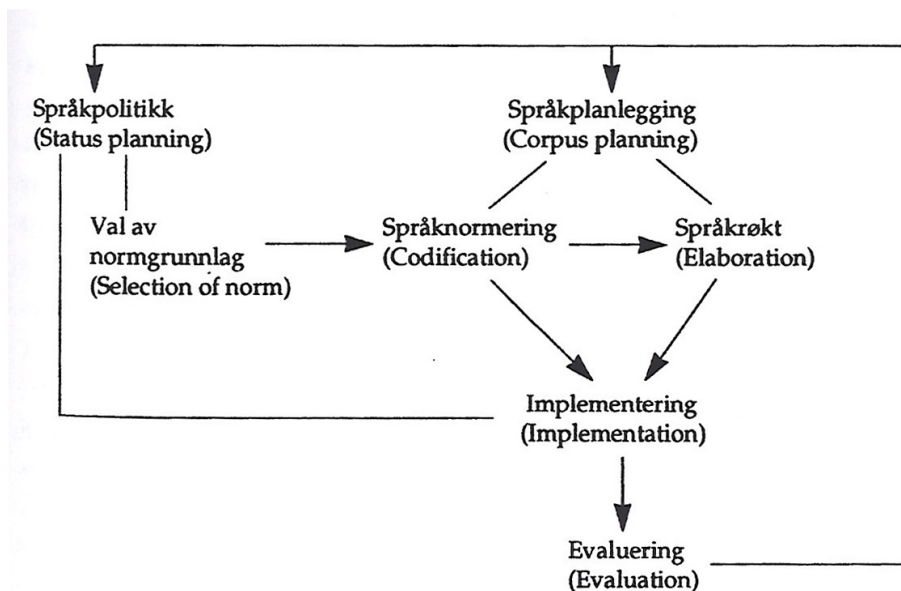 Språkpolitikk
(Status planning)
Språkplanlegging
(Corpus planning)
Val av
normgrunnlag
(Selection of norm)
Språknormering
(Codification)
Språkrøkt
(Elaboration)
Implementering
(Implementation)
Evaluering
(Evaluation)